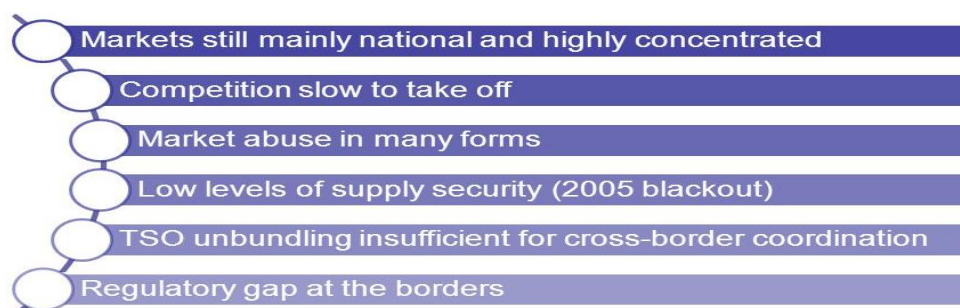 Markets still mainly national and highly concentrated
Competition slow to take off
Market abuse in many forms
Low levels of supply security (2005 blackout)
TSO unbundling insufficient for cross-border coordination
Regulatory gap at the borders